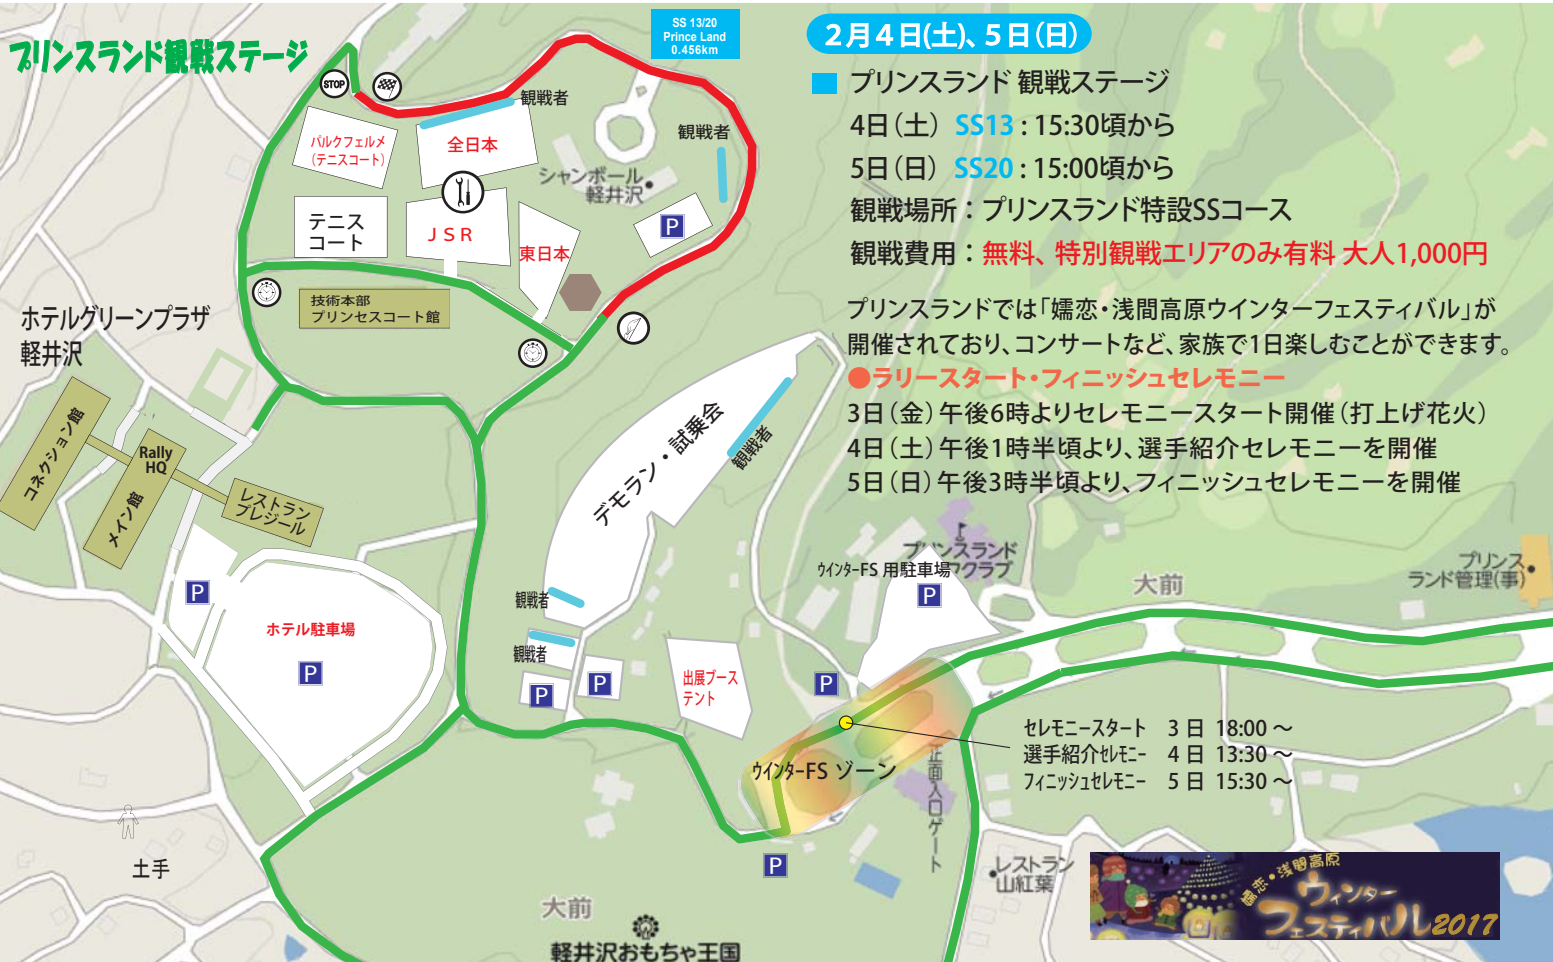 プリンスランド観戦ステージ
SS 13/20
Prince Land
0.456km
2月4日(土)、5日(日)
プリンスランド 観戦ステージ
4日(土) SS13：15:30頃から
5日(日) SS20：15:00頃から
観戦場所：プリンスランド特設SSコース
観戦費用：無料、特別観戦エリアのみ有料 大人1,000円
プリンスランドでは「嬬恋・浅間高原ウインターフェスティバル」が
開催されており、コンサートなど、家族で1日楽しむことができます。
●ラリースタート・フィニッシュセレモニー
3日(金)午後6時よりセレモニースタート開催(打上げ花火)
4日(土)午後1時半頃より、選手紹介セレモニーを開催
5日(日)午後3時半頃より、フィニッシュセレモニーを開催
STOP
観戦者
観戦者
パルクフェルメ
(テニスコート)
全日本
シャンボール
軽井沢
テニス
コート
JSR
東日本
P
技術本部
プリンセスコート館
ホテルグリーンプラザ
軽井沢
コネクション館
メイン館
Rally
HQ
レストラン
プレジール
デモラン・試乗会
観戦者
観戦者
観戦者
P
ホテル駐車場
P
P
P
出展ブース
テント
P
プリンスランド
フクラブ
ウインターFS 用駐車場
P
大前
プリンス
ランド管理(事)
ウインターFS ゾーン
正面入口ゲート
セレモニースタート 3日 18:00～
選手紹介セレモニー 4日 13:30～
フィニッシュセレモニー 5日 15:30～
P
土手
レストラン
山紅葉
大前
軽井沢おもちゃ王国
嬬恋・浅間高原
ウィンター
フェスティバル2017